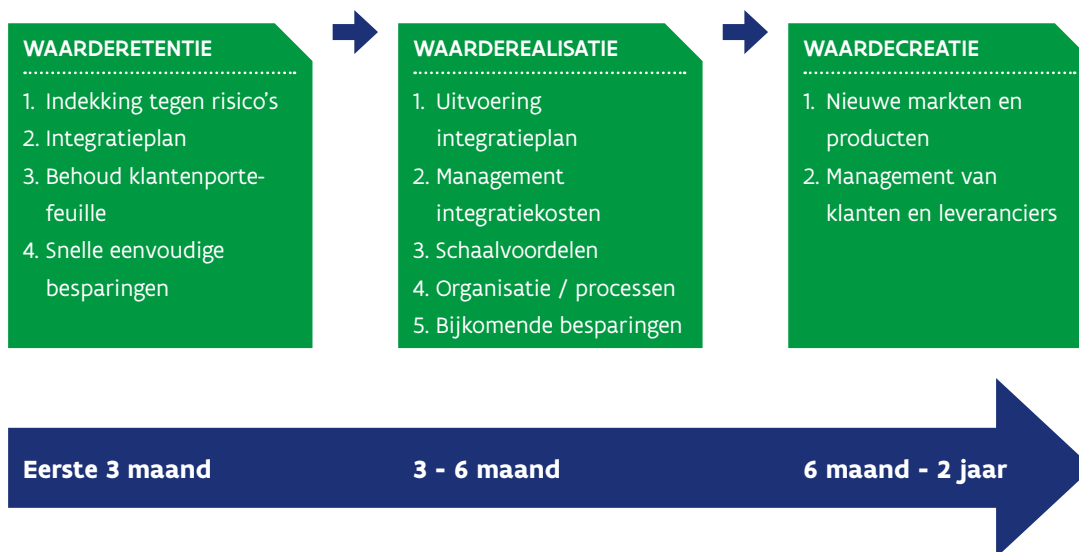 WAARDERETENTIE
1. Indekking tegen risico's
2. Integratieplan
3. Behoud klantenporte-
feuille
4. Snelle eenvoudige
besparingen
WAARDEREALISATIE
1. Uitvoering
integratieplan
2. Management
integratiekosten
3. Schaalvoordelen
4. Organisatie / processen
5. Bijkomende besparingen
WAARDECREATIE
1. Nieuwe markten en
producten
2. Management van
klanten en leveranciers
Eerste 3 maand
3 - 6 maand
6 maand - 2 jaar